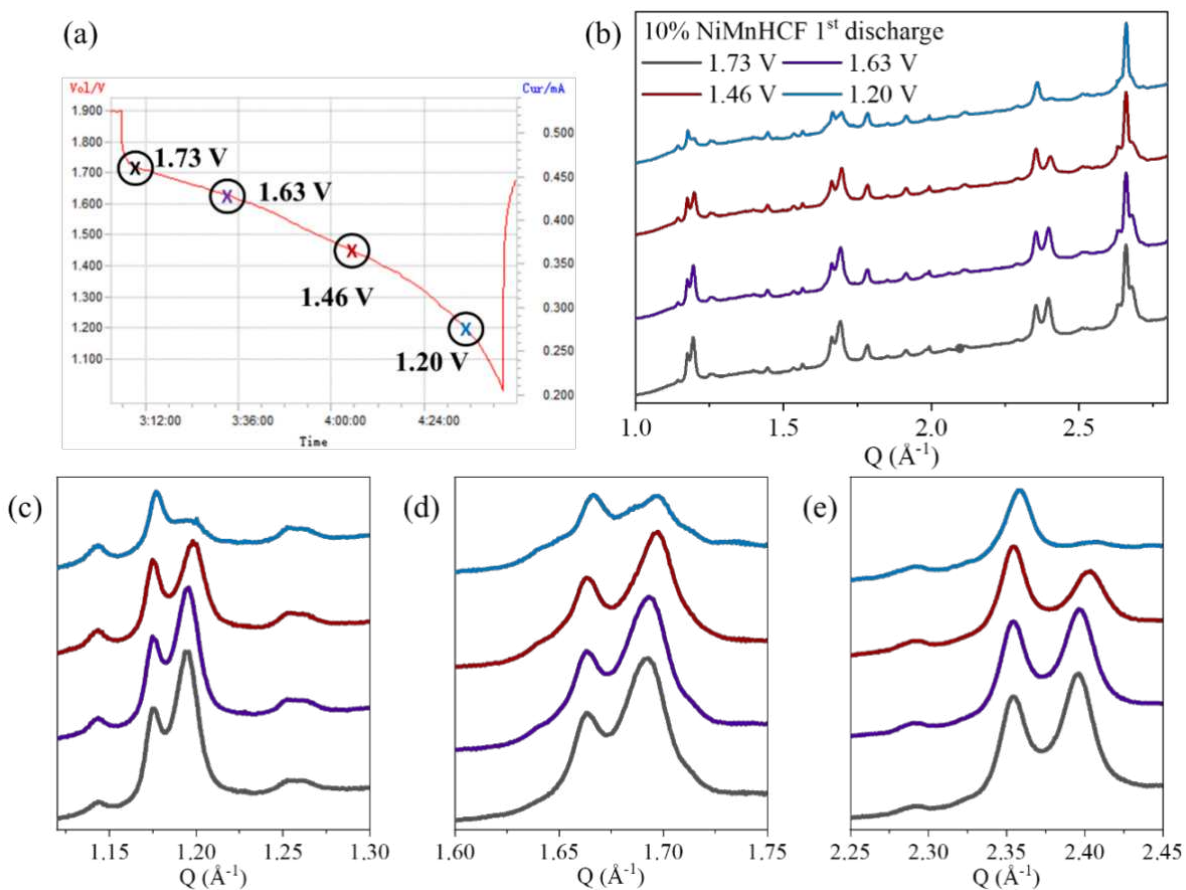 (a)
Vol/V
Cur/mA
1.900
1.800
1.700
1.600
1.500
1.400
1.300
1.200
1.100
0.500
0.450
0.400
0.350
0.300
0.250
0.200
X 1.73 V
X 1.63 V
X
1.46 V
X
1.20 V
3:12:00 3:36:00 4:00:00 4:24:00
Time
(b)
10% NiMnHCF 1st discharge
1.73 V 1.63 V
1.46 V 1.20 V
1.0 1.5 2.0 2.5
Q (Å-1)
(c)
1.15 1.20 1.25 1.30
Q (Å-1)
(d)
1.60 1.65 1.70 1.75
Q (Å-1)
(e)
2.25 2.30 2.35 2.40 2.45
Q (Å-1)